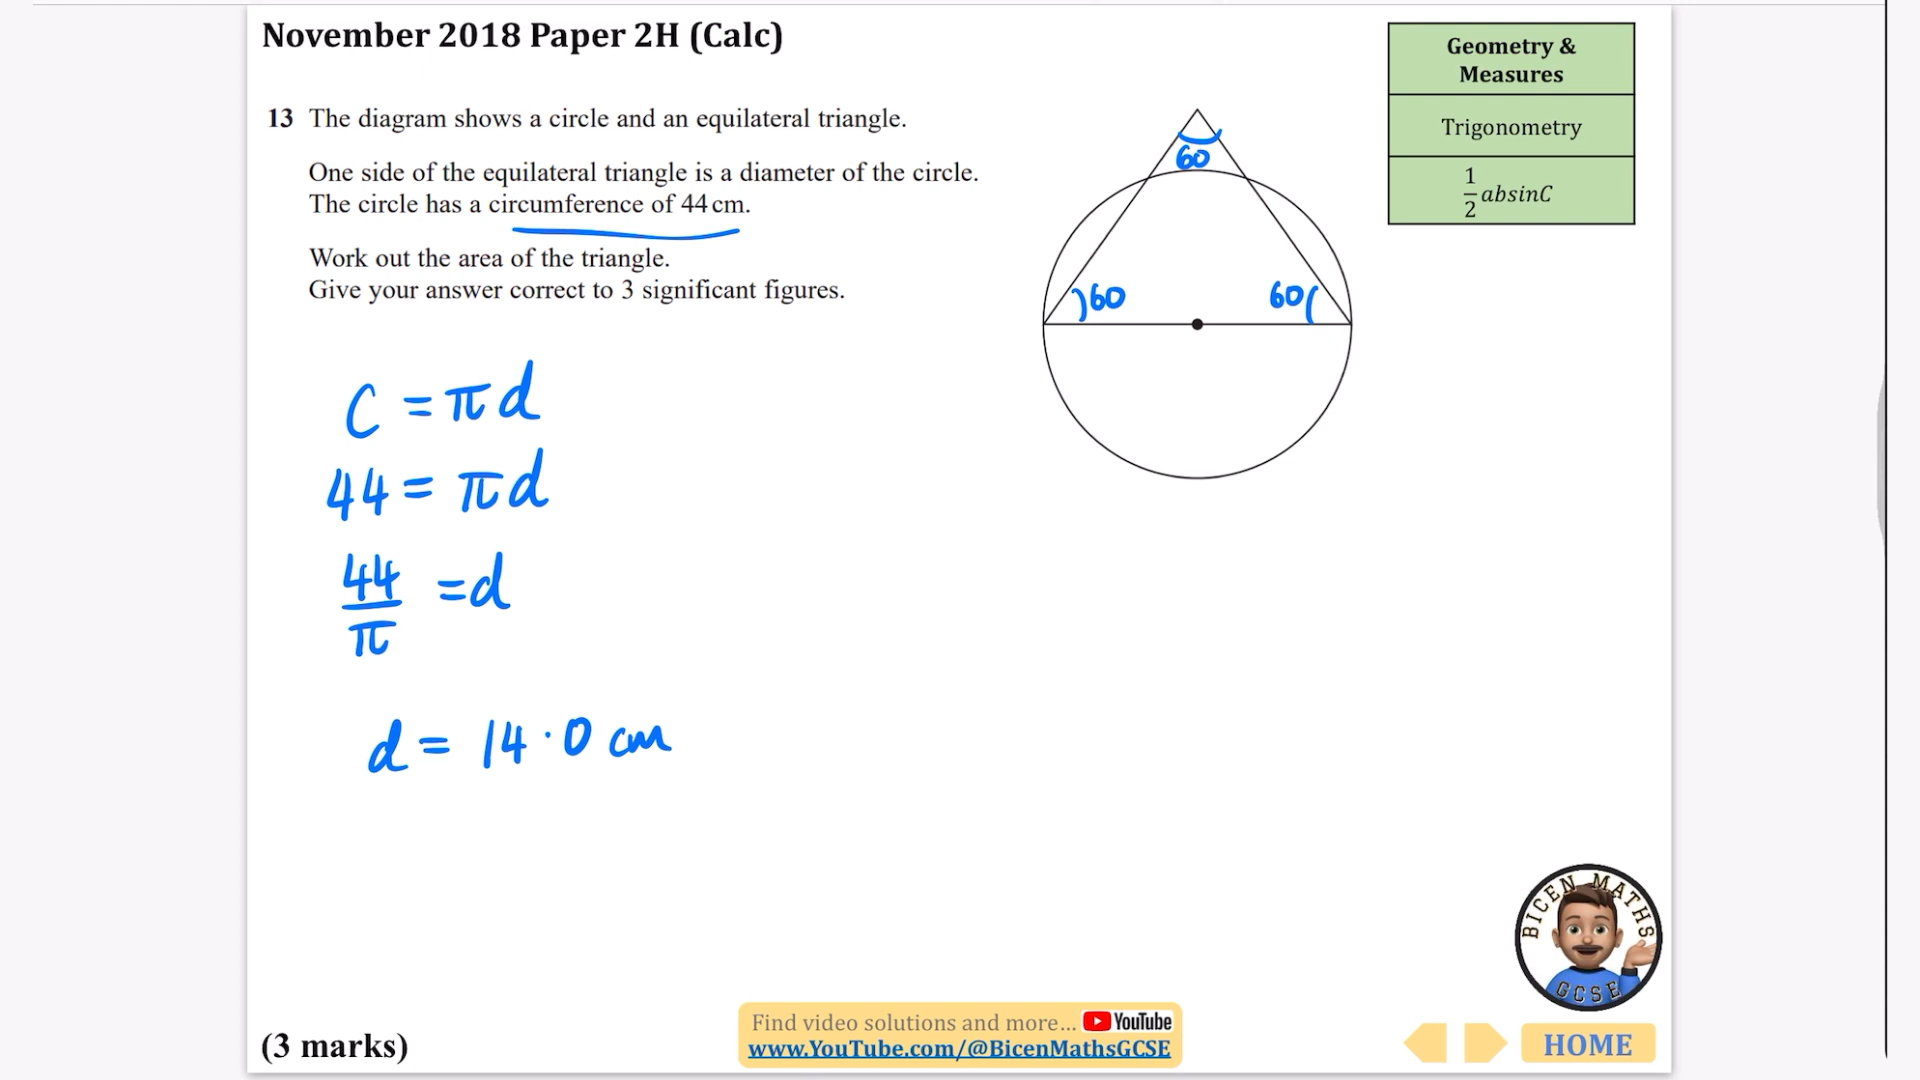 November 2018 Paper 2H (Calc)
Geometry &
Measures
Trigonometry
1/2 absinC
13 The diagram shows a circle and an equilateral triangle.
One side of the equilateral triangle is a diameter of the circle.
The circle has a circumference of 44 cm.
Work out the area of the triangle.
Give your answer correct to 3 significant figures.
60
60
60
C = πd
44 = πd
44/π = d
d = 14.0 cm
BICEN MATHS
GCSE
(3 marks)
Find video solutions and more... YouTube
www.YouTube.com/@BicenMathsGCSE
HOME